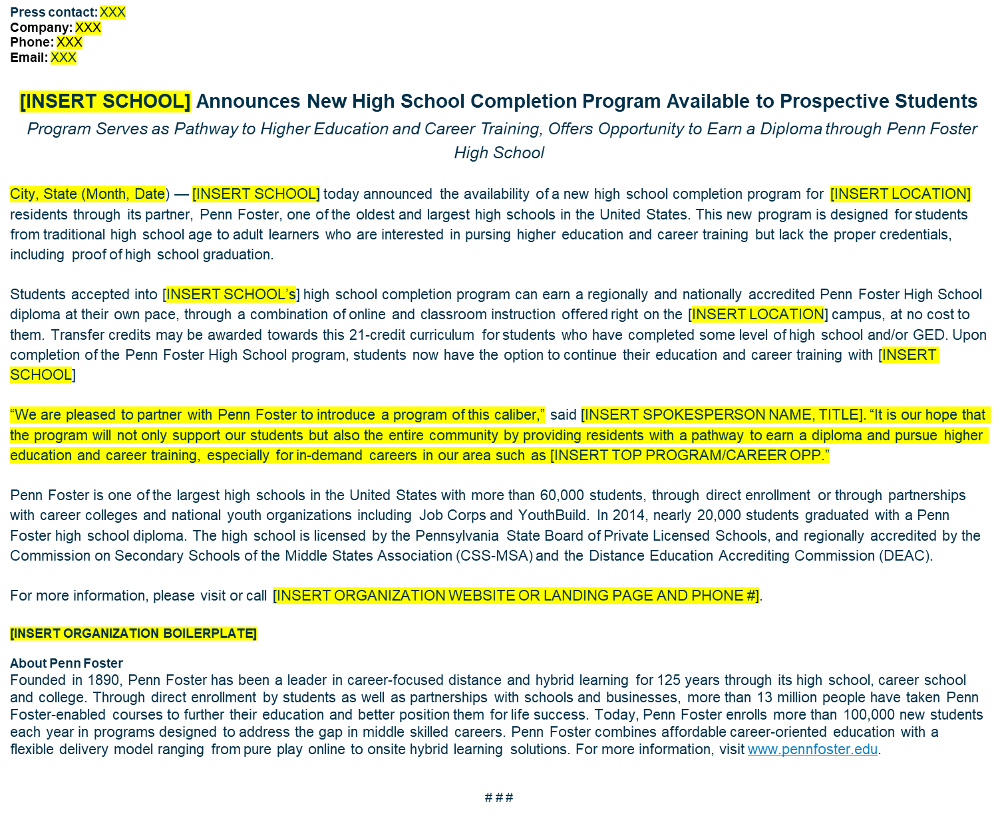 Press contact: XXX
Company: XXX
Phone: XXX
Email: XXX
[INSERT SCHOOL] Announces New High School Completion Program Available to Prospective Students
Program Serves as Pathway to Higher Education and Career Training, Offers Opportunity to Earn a Diploma through Penn Foster
High School
City, State (Month, Date) — [INSERT SCHOOL] today announced the availability of a new high school completion program for [INSERT LOCATION]
residents through its partner, Penn Foster, one of the oldest and largest high schools in the United States. This new program is designed for students
from traditional high school age to adult learners who are interested in pursing higher education and career training but lack the proper credentials,
including proof of high school graduation.
Students accepted into [INSERT SCHOOL’s] high school completion program can earn a regionally and nationally accredited Penn Foster High School
diploma at their own pace, through a combination of online and classroom instruction offered right on the [INSERT LOCATION] campus, at no cost to
them. Transfer credits may be awarded towards this 21-credit curriculum for students who have completed some level of high school and/or GED. Upon
completion of the Penn Foster High School program, students now have the option to continue their education and career training with [INSERT
SCHOOL]
“We are pleased to partner with Penn Foster to introduce a program of this caliber,” said [INSERT SPOKESPERSON NAME, TITLE]. “It is our hope that
the program will not only support our students but also the entire community by providing residents with a pathway to earn a diploma and pursue higher
education and career training, especially for in-demand careers in our area such as [INSERT TOP PROGRAM/CAREER OPP.”
Penn Foster is one of the largest high schools in the United States with more than 60,000 students, through direct enrollment or through partnerships
with career colleges and national youth organizations including Job Corps and YouthBuild. In 2014, nearly 20,000 students graduated with a Penn
Foster high school diploma. The high school is licensed by the Pennsylvania State Board of Private Licensed Schools, and regionally accredited by the
Commission on Secondary Schools of the Middle States Association (CSS-MSA) and the Distance Education Accrediting Commission (DEAC).
For more information, please visit or call [INSERT ORGANIZATION WEBSITE OR LANDING PAGE AND PHONE #].
[INSERT ORGANIZATION BOILERPLATE]
About Penn Foster
Founded in 1890, Penn Foster has been a leader in career-focused distance and hybrid learning for 125 years through its high school, career school
and college. Through direct enrollment by students as well as partnerships with schools and businesses, more than 13 million people have taken Penn
Foster-enabled courses to further their education and better position them for life success. Today, Penn Foster enrolls more than 100,000 new students
each year in programs designed to address the gap in middle skilled careers. Penn Foster combines affordable career-oriented education with a
flexible delivery model ranging from pure play online to onsite hybrid learning solutions. For more information, visit www.pennfoster.edu.
# # #